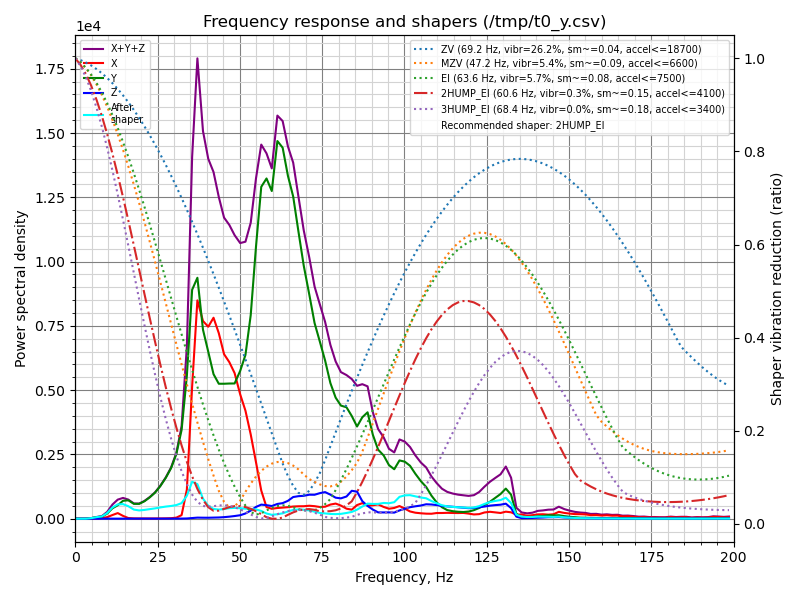 Frequency response and shapers (/tmp/t0_y.csv)
1e4
X+Y+Z
X
Y
Z
After
shaper
ZV (69.2 Hz, vibr=26.2%, sm~=0.04, accel<=18700)
MZV (47.2 Hz, vibr=5.4%, sm~=0.09, accel<=6600)
EI (63.6 Hz, vibr=5.7%, sm~=0.08, accel<=7500)
2HUMP_EI (60.6 Hz, vibr=0.3%, sm~=0.15, accel<=4100)
3HUMP_EI (68.4 Hz, vibr=0.0%, sm~=0.18, accel<=3400)
Recommended shaper: 2HUMP_EI
Power spectral density
1.75
1.50
1.25
1.00
0.75
0.50
0.25
0.00
1.0
0.8
0.6
0.4
0.2
0.0
Shaper vibration reduction (ratio)
0 25 50 75 100 125 150 175 200
Frequency, Hz